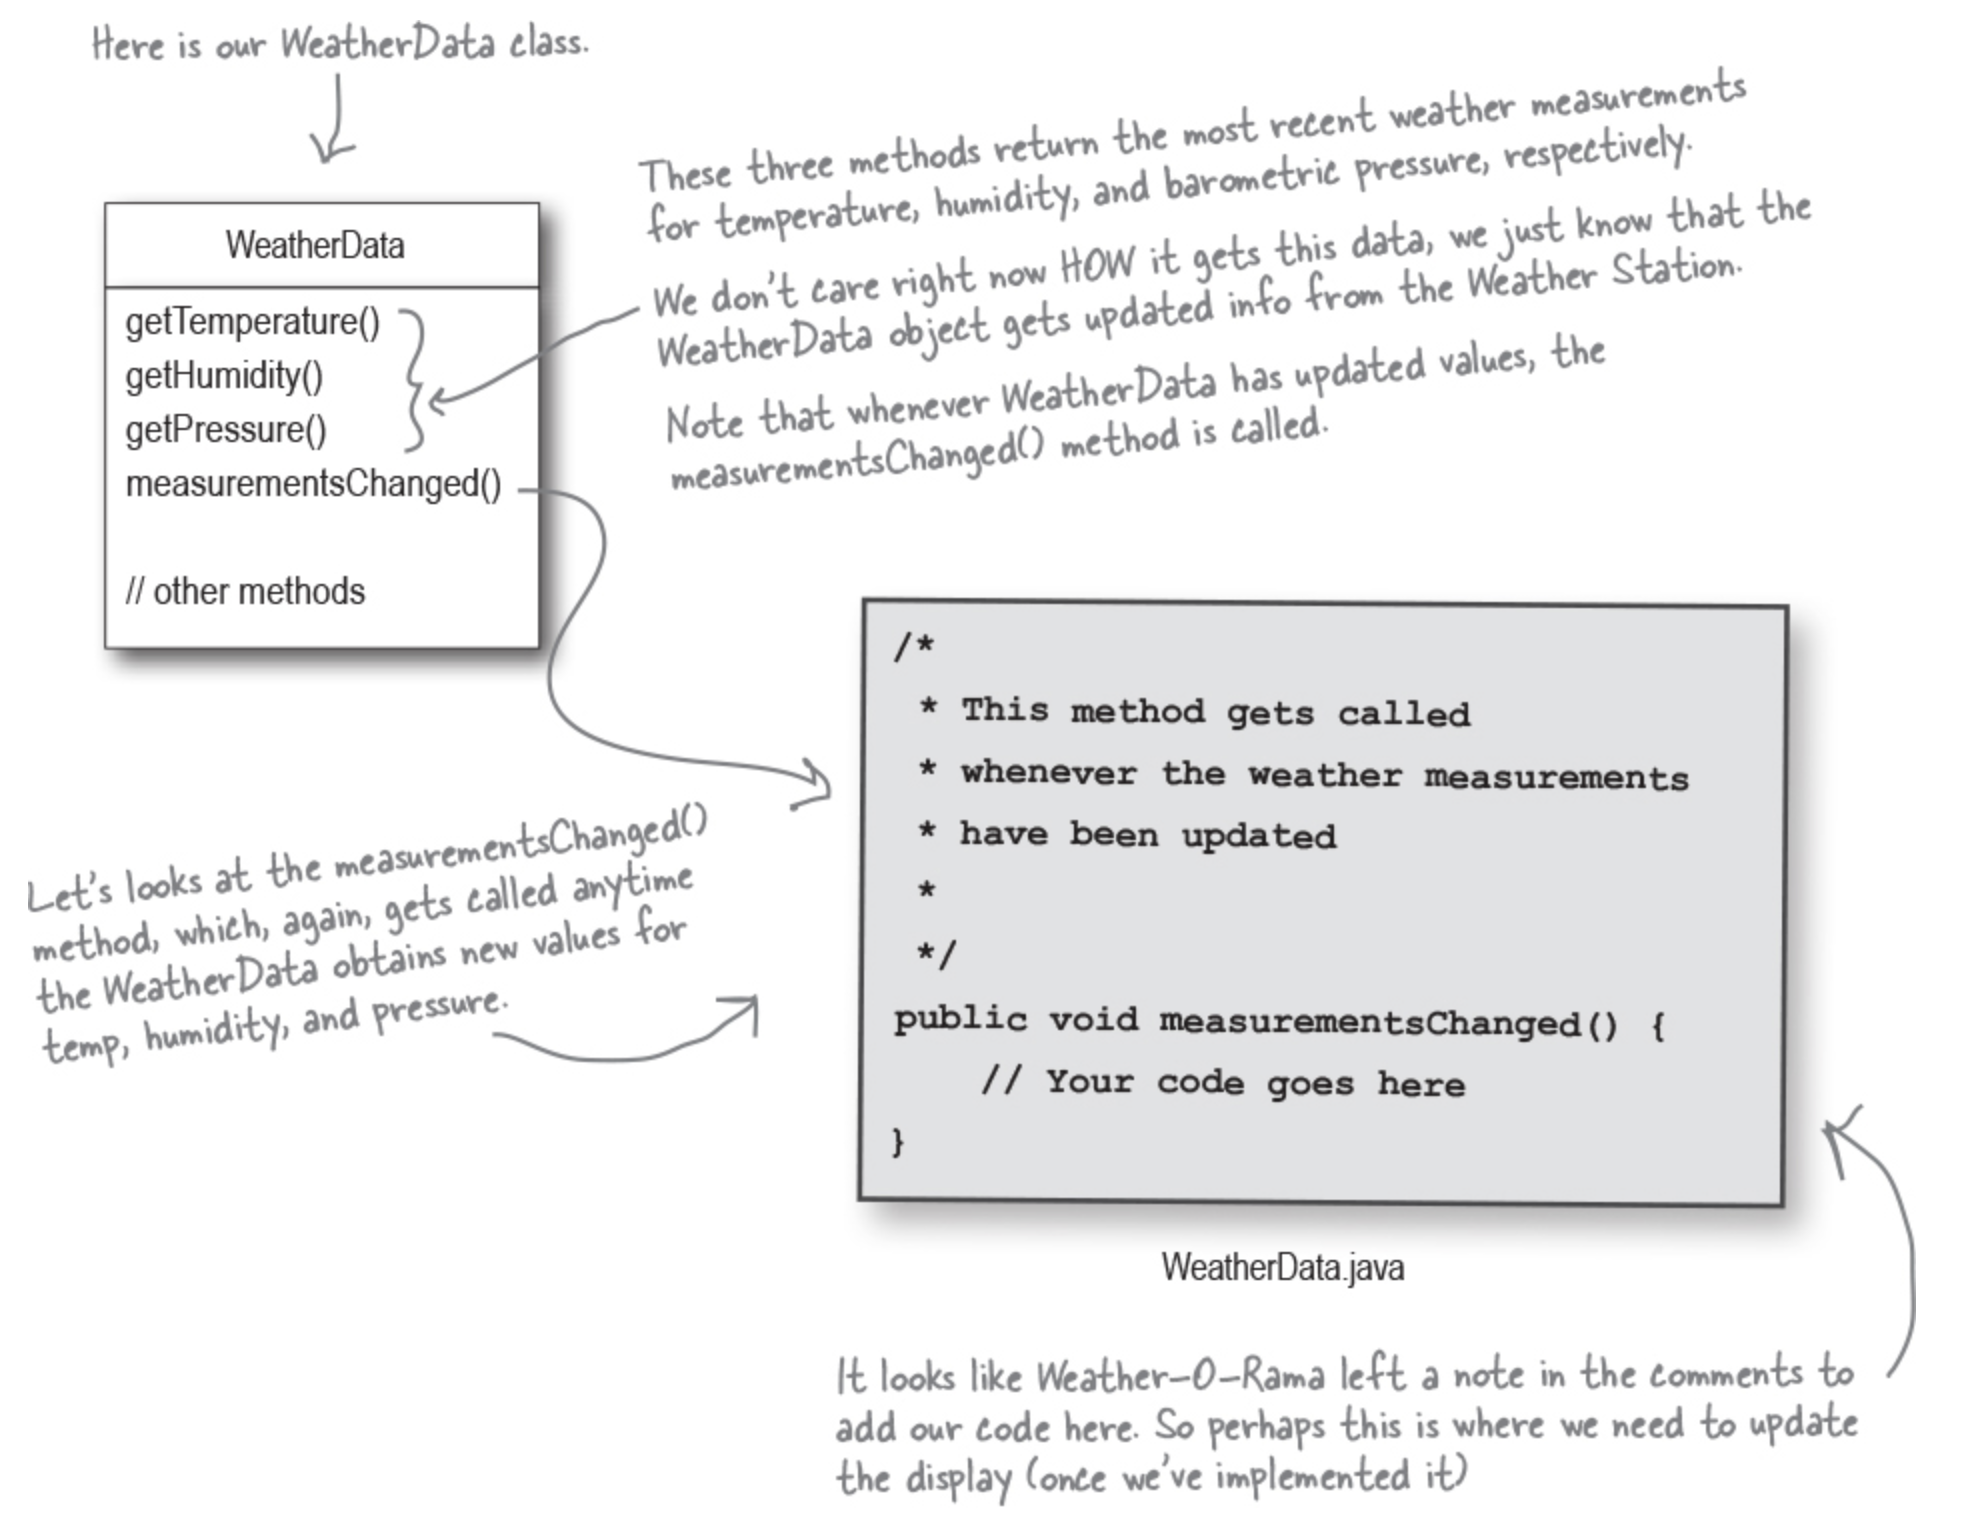 Here is our WeatherData class.
These three methods return the most recent weather measurements
for temperature, humidity, and barometric pressure, respectively.
We don't care right now HOW it gets this data, we just know that the
WeatherData object gets updated info from the Weather Station.
Note that whenever WeatherData has updated values, the
measurementsChanged() method is called.
WeatherData
getTemperature()
getHumidity()
getPressure()
measurementsChanged()
// other methods
Let's looks at the measurementsChanged()
method, which, again, gets called anytime
the WeatherData obtains new values for
temp, humidity, and pressure.
/*
* This method gets called
* whenever the weather measurements
* have been updated
*
*/
public void measurementsChanged() {
// Your code goes here
}
WeatherData.java
It looks like Weather-O-Rama left a note in the comments to
add our code here. So perhaps this is where we need to update
the display (once we've implemented it)